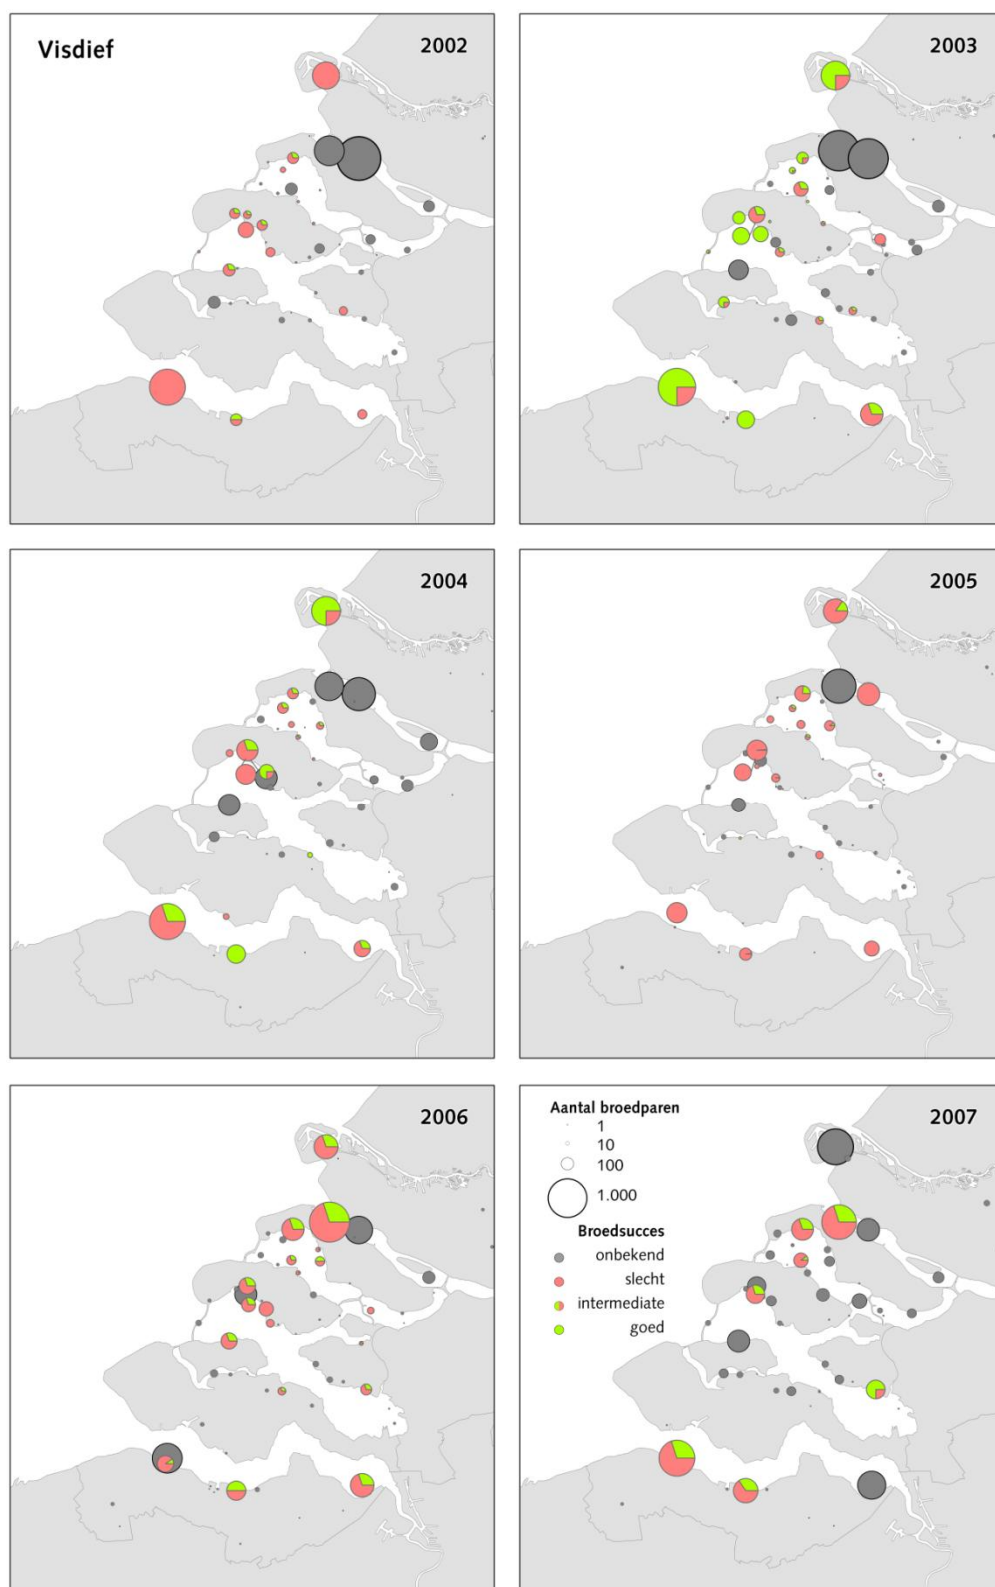 Visdief
2002
2003
2004
2005
2006
2007
Aantal broedparen
1
10
100
1.000
Broedsucces
onbekend
slecht
intermediate
goed